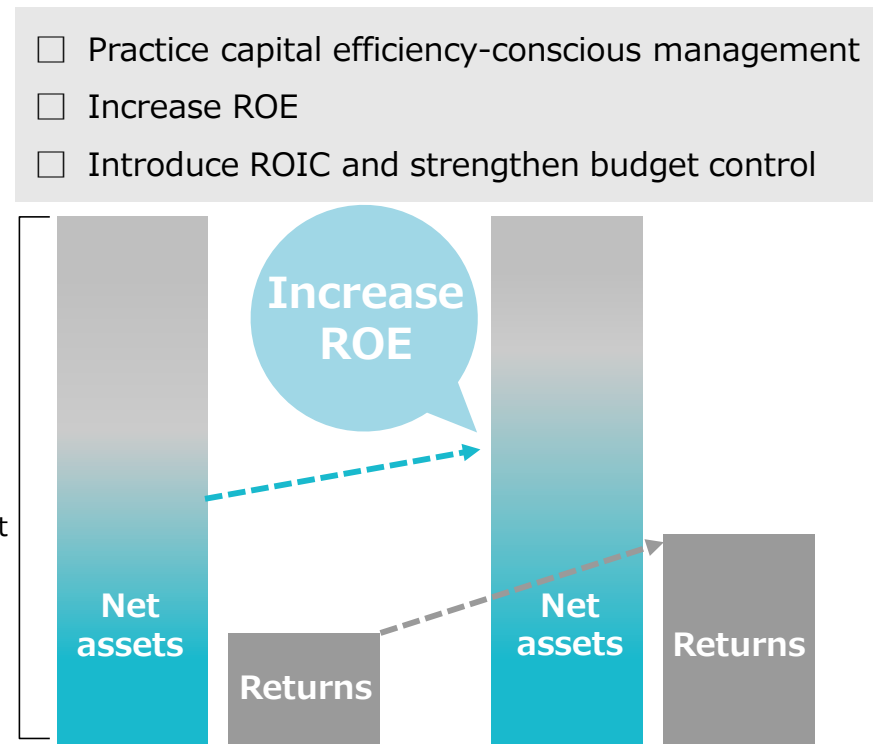 □ Practice capital efficiency-conscious management
□ Increase ROE
□ Introduce ROIC and strengthen budget control
Increase
ROE
t
Net
assets
Returns
Net
assets
Returns